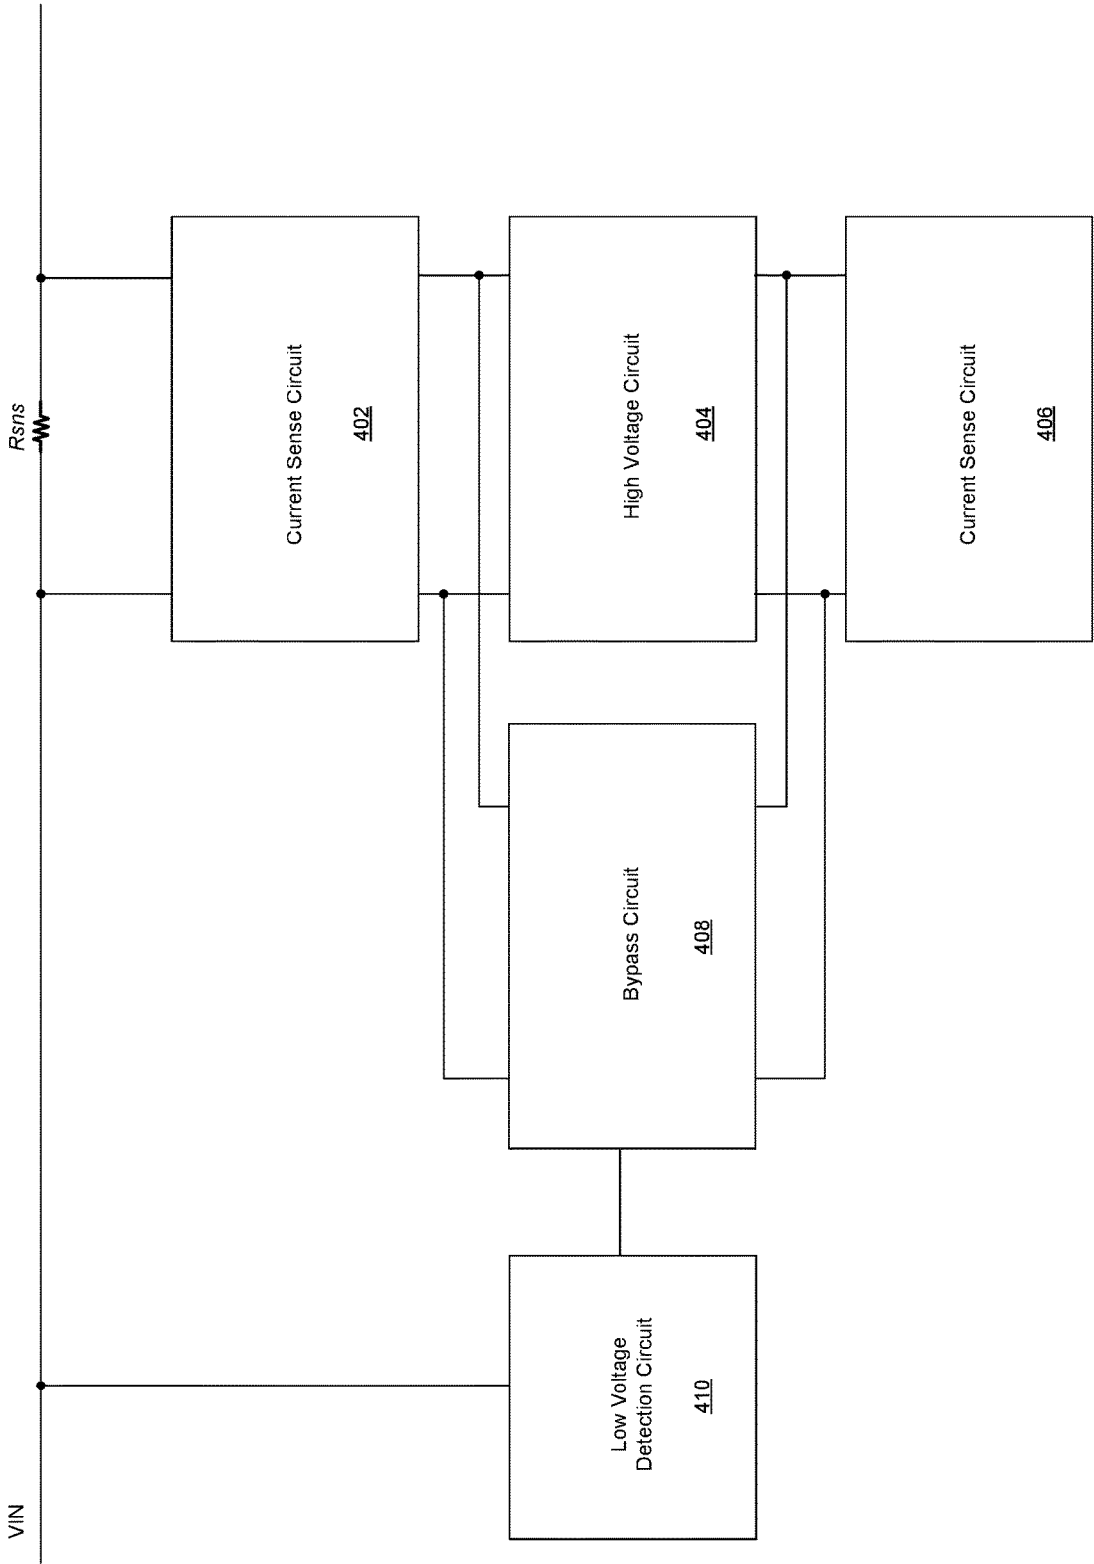 VIN
Rsns
Current Sense Circuit
402
High Voltage Circuit
404
Current Sense Circuit
406
Bypass Circuit
408
Low Voltage
Detection Circuit
410